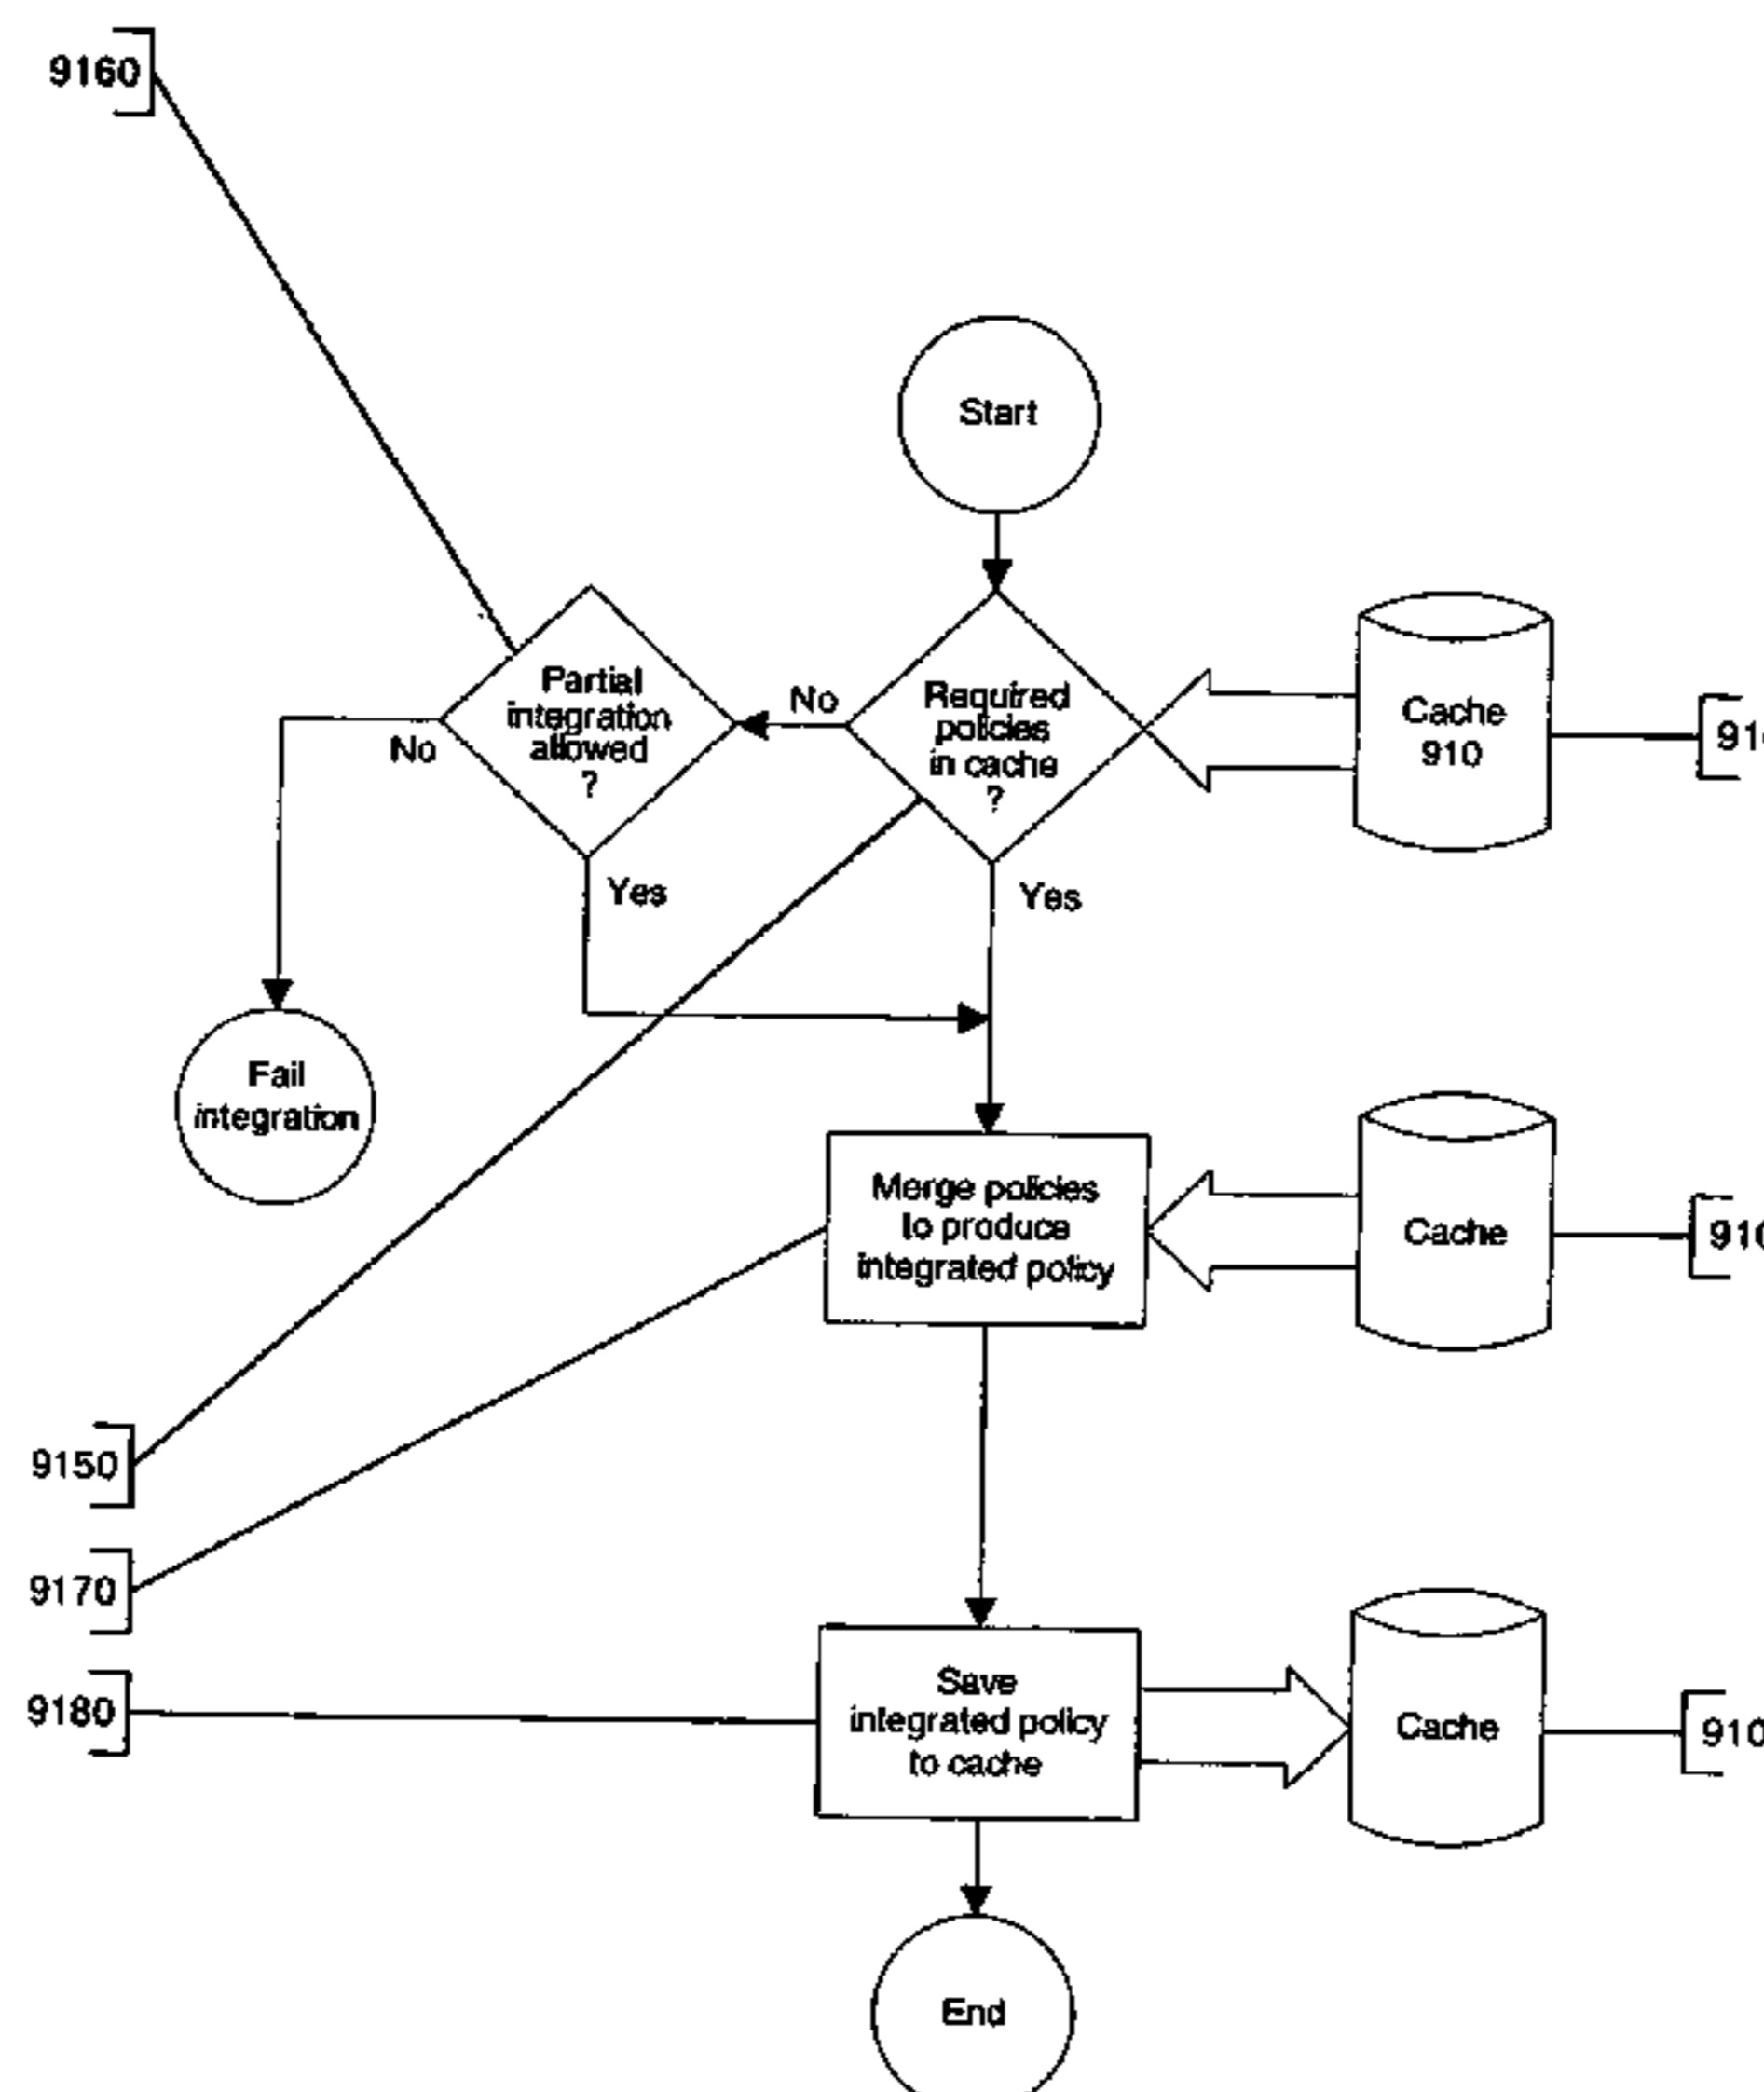 9160
Start
Partial
integration
allowed
?
No
No
Yes
Required
policies
in cache
?
Yes
Cache
910
Fail
integration
Merge policies
to produce
integrated policy
Cache
9150
9170
9180
Save
integrated policy
to cache
Cache
910
End